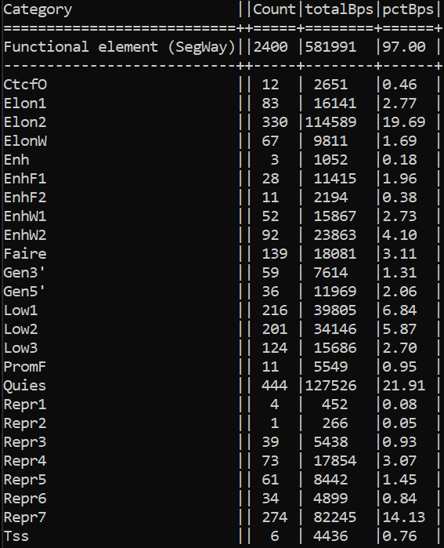 Category                  ||Count|totalBps|pctBps|
==========================++=====+========+======+
Functional element (SegWay)||2400 |581991  |97.00 |
--------------------------++-----+--------+------+
CtcfO                     || 12  | 2651   |0.46  |
Elon1                     || 83  | 16141  |2.77  |
Elon2                     || 330 | 114589 |19.69 |
ElonW                     || 67  | 9811   |1.69  |
Enh                       ||  3  | 1052   |0.18  |
EnhF1                     || 28  | 11415  |1.96  |
EnhF2                     || 11  | 2194   |0.38  |
EnhW1                     || 52  | 15867  |2.73  |
EnhW2                     || 92  | 23863  |4.10  |
Faire                     || 139 | 18081  |3.11  |
Gen3'                     || 59  | 7614   |1.31  |
Gen5'                     || 36  | 11969  |2.06  |
Low1                      || 216 | 39805  |6.84  |
Low2                      || 201 | 34146  |5.87  |
Low3                      || 124 | 15686  |2.70  |
PromF                     || 11  | 5549   |0.95  |
Quies                     || 444 | 127526 |21.91 |
Repr1                     ||  4  |  452   |0.08  |
Repr2                     ||  1  |  266   |0.05  |
Repr3                     || 39  | 5438   |0.93  |
Repr4                     || 73  | 17854  |3.07  |
Repr5                     || 61  | 8442   |1.45  |
Repr6                     || 34  | 4899   |0.84  |
Repr7                     || 274 | 82245  |14.13 |
Tss                       ||  6  | 4436   |0.76  |